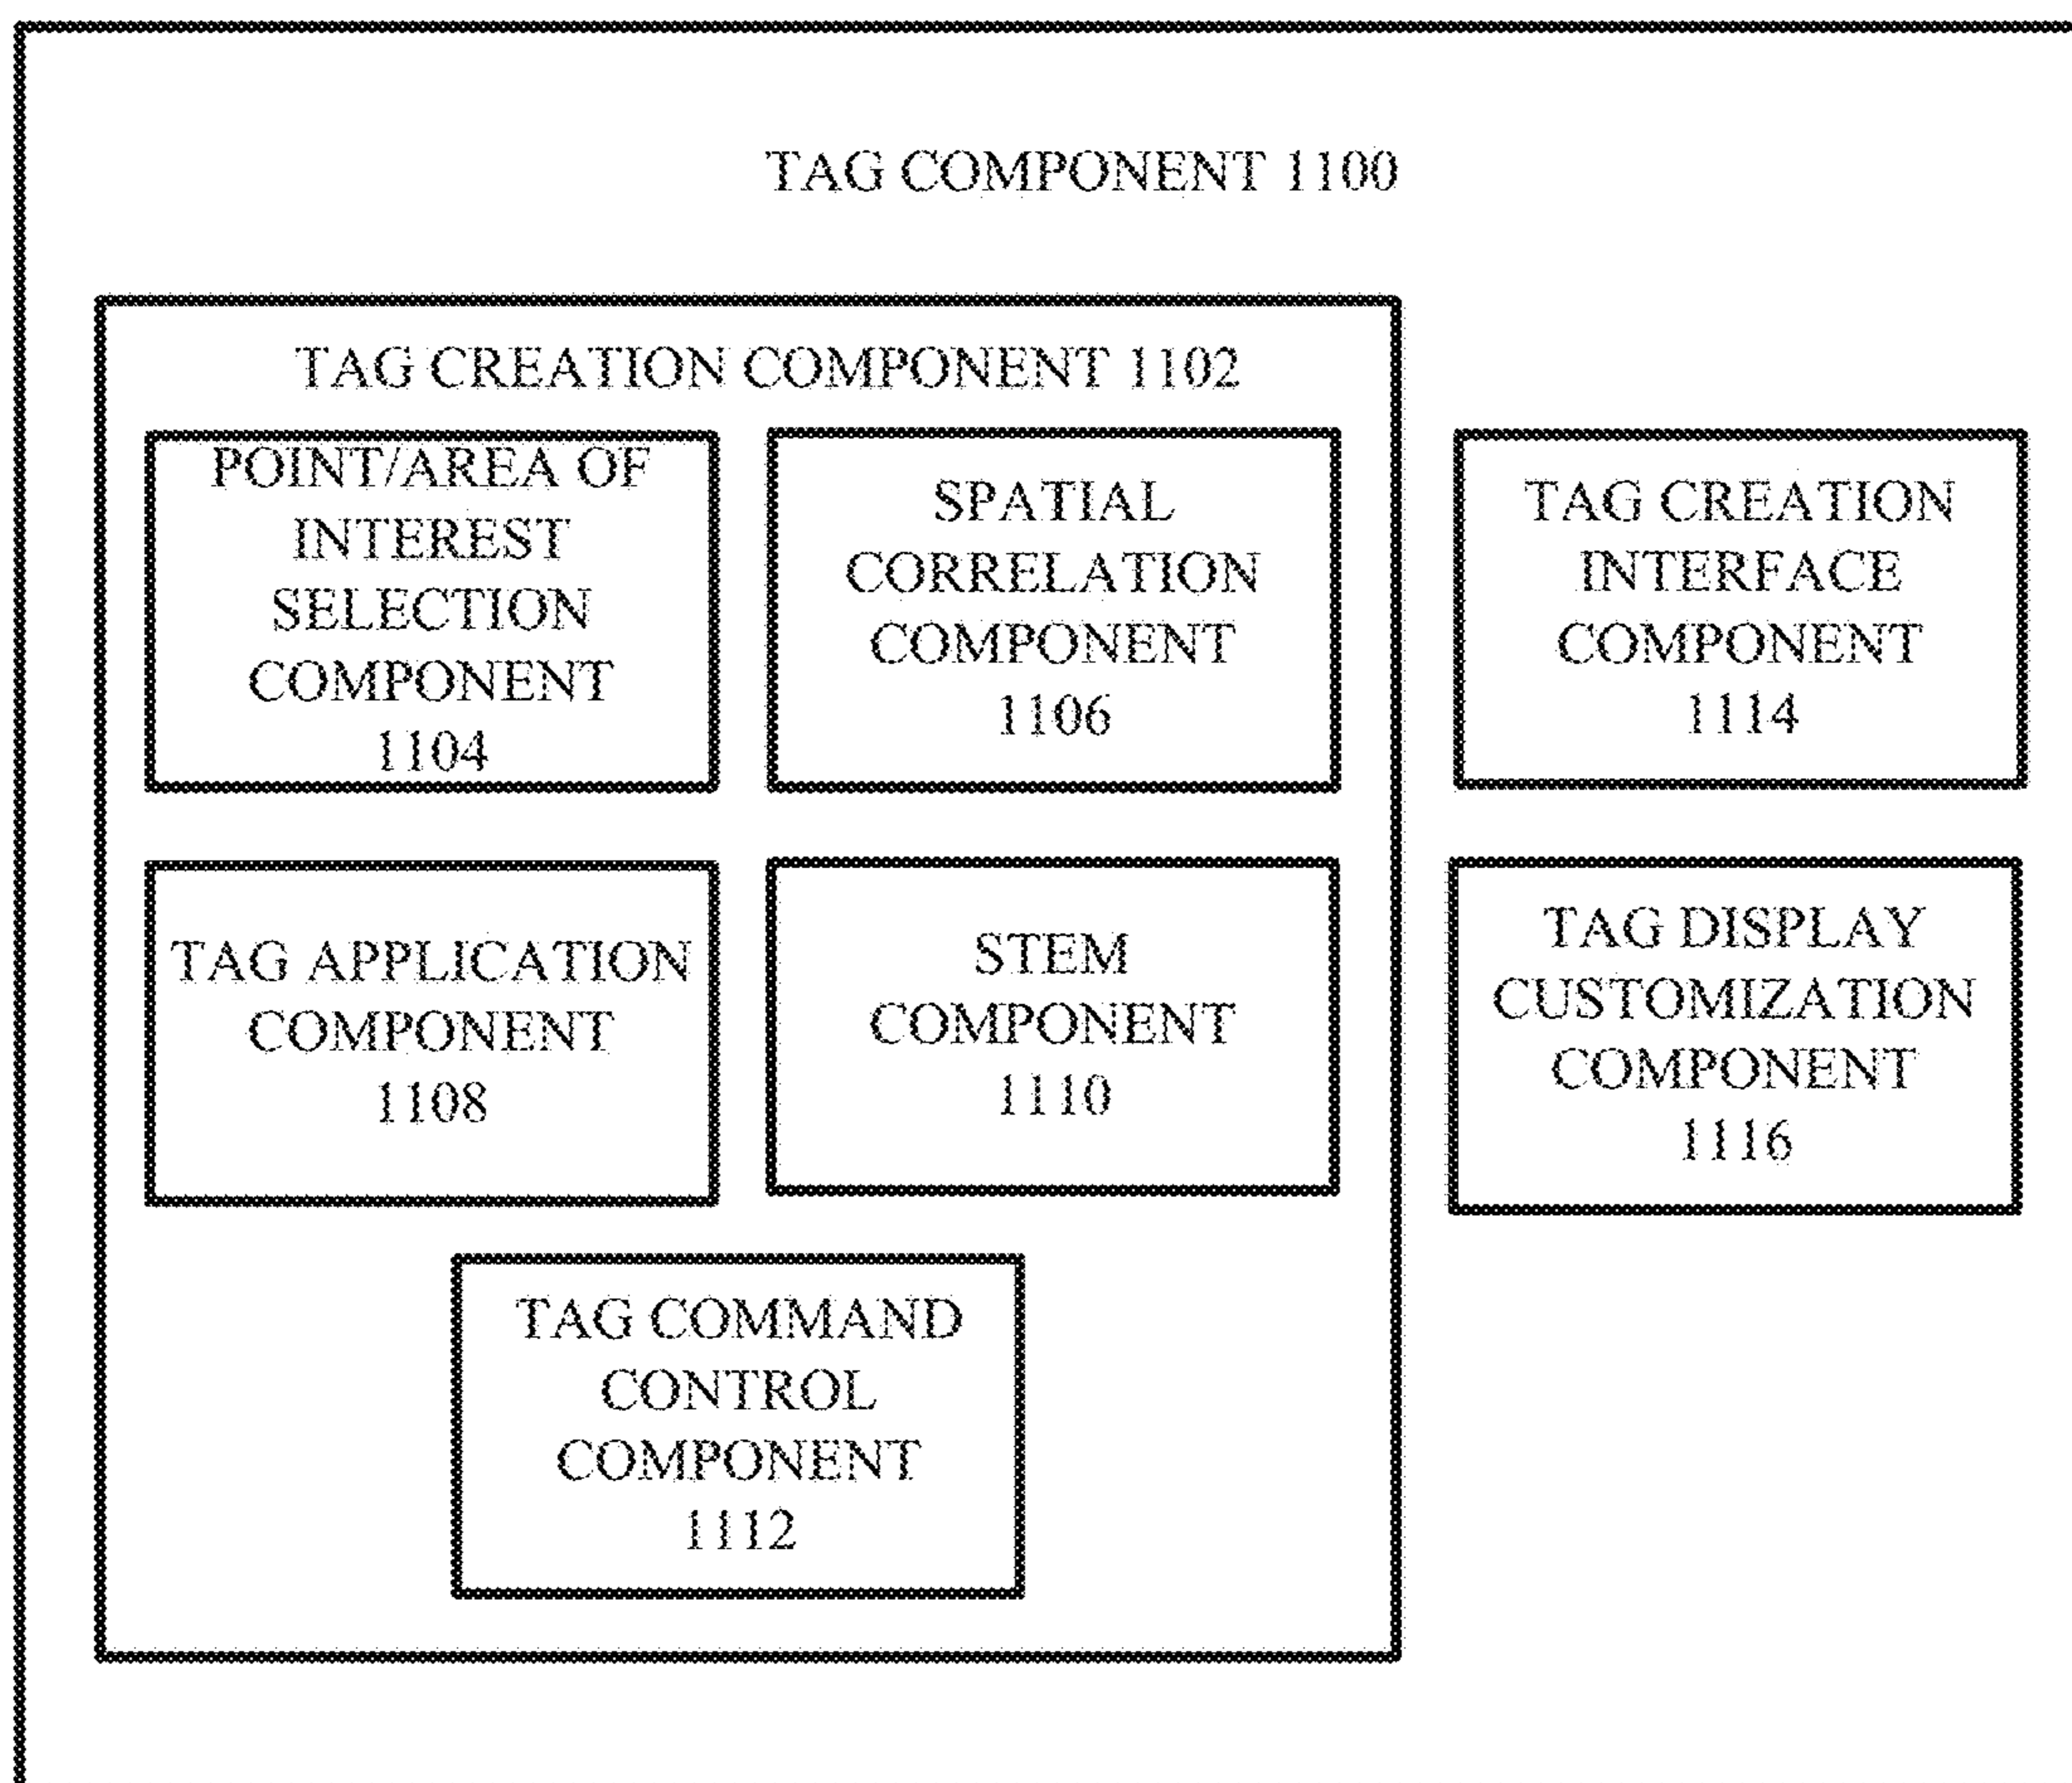 TAG COMPONENT 1100
TAG CREATION COMPONENT 1102
POINT/AREA OF
INTEREST
SELECTION
COMPONENT
1104
SPATIAL
CORRELATION
COMPONENT
1106
TAG CREATION
INTERFACE
COMPONENT
1114
TAG APPLICATION
COMPONENT
1108
STEM
COMPONENT
1110
TAG DISPLAY
CUSTOMIZATION
COMPONENT
1116
TAG COMMAND
CONTROL
COMPONENT
1112